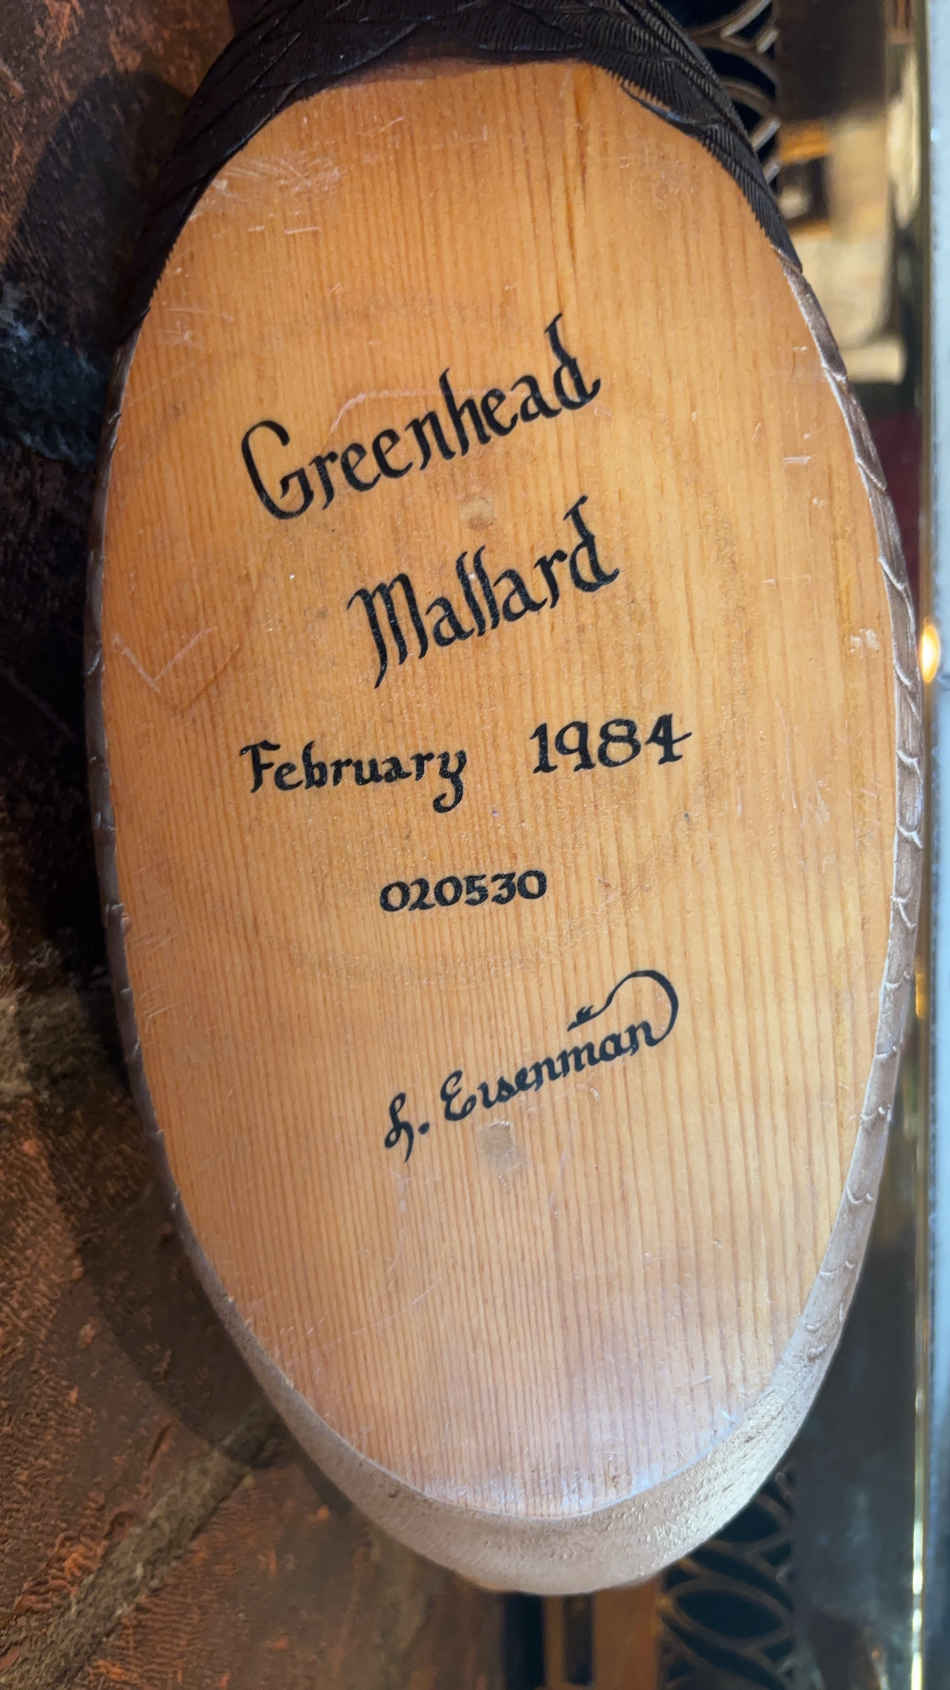 Greenhead
Mallard
February 1984
020530
L. Eisenman